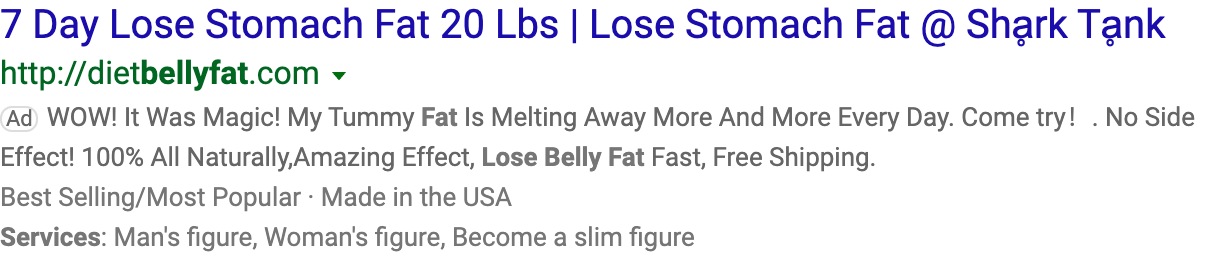 7 Day Lose Stomach Fat 20 Lbs | Lose Stomach Fat @ Shḁrk Tḁnk
http://dietbellyfat.com
Ad WOW! It Was Magic! My Tummy Fat Is Melting Away More And More Every Day. Come try！. No Side
Effect! 100% All Naturally,Amazing Effect, Lose Belly Fat Fast, Free Shipping.
Best Selling/Most Popular · Made in the USA
Services: Man's figure, Woman's figure, Become a slim figure